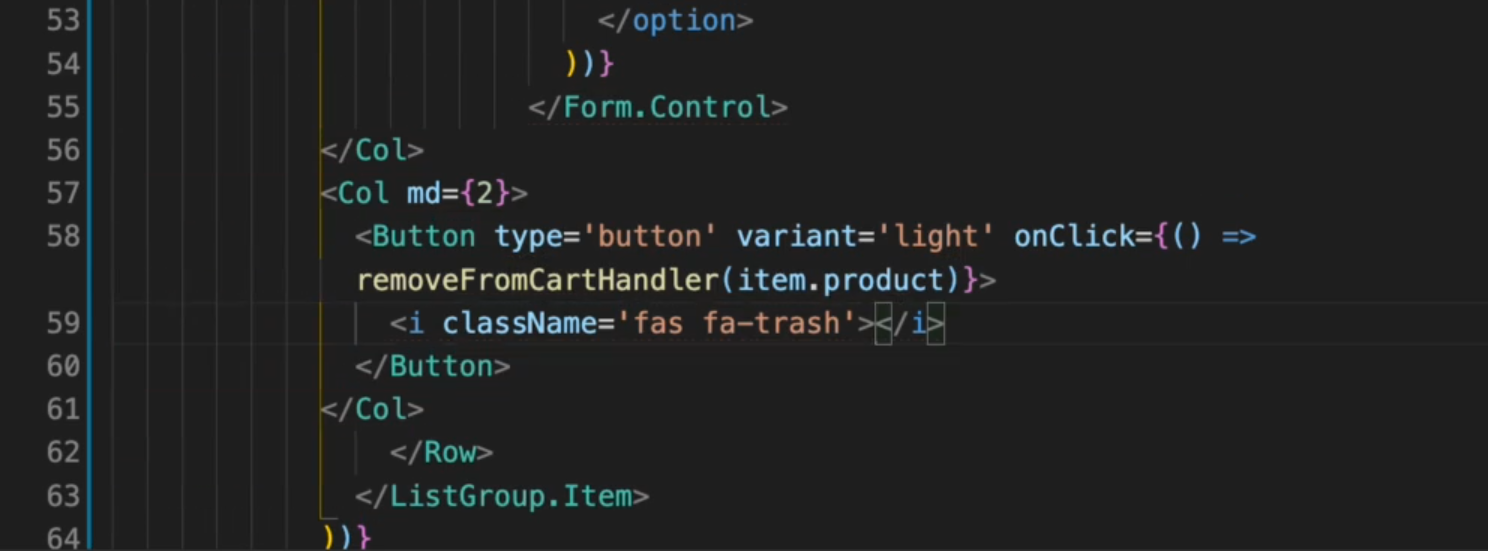 53 </option>
54 ))}
55 </Form.Control>
56 </Col>
57 <Col md={2}>
58 <Button type='button' variant='light' onClick={() =>
removeFromCartHandler(item.product)}>
59 <i className='fas fa-trash'></i>
60 </Button>
61 </Col>
62 </Row>
63 </ListGroup.Item>
64 ))}